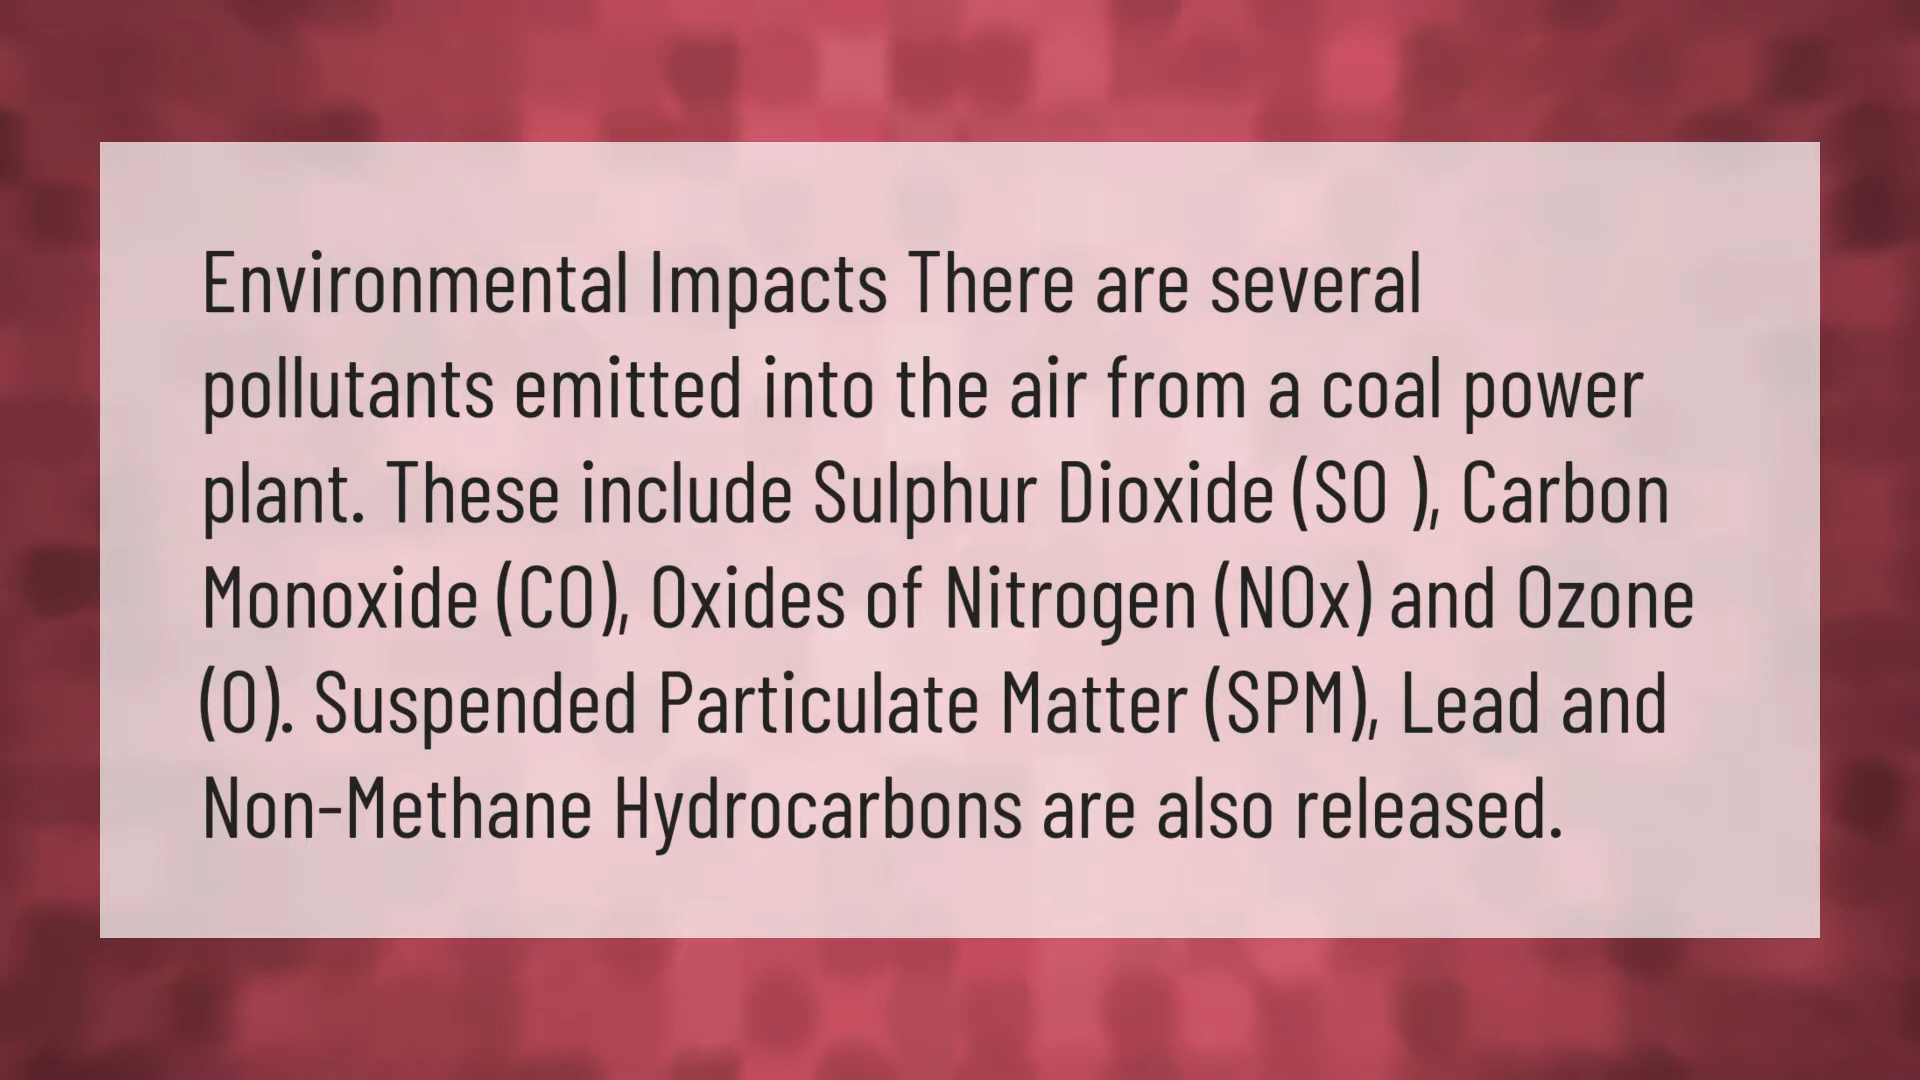 Environmental Impacts There are several
pollutants emitted into the air from a coal power
plant. These include Sulphur Dioxide (SO ), Carbon
Monoxide (CO), Oxides of Nitrogen (NOx) and Ozone
(O). Suspended Particulate Matter (SPM), Lead and
Non-Methane Hydrocarbons are also released.